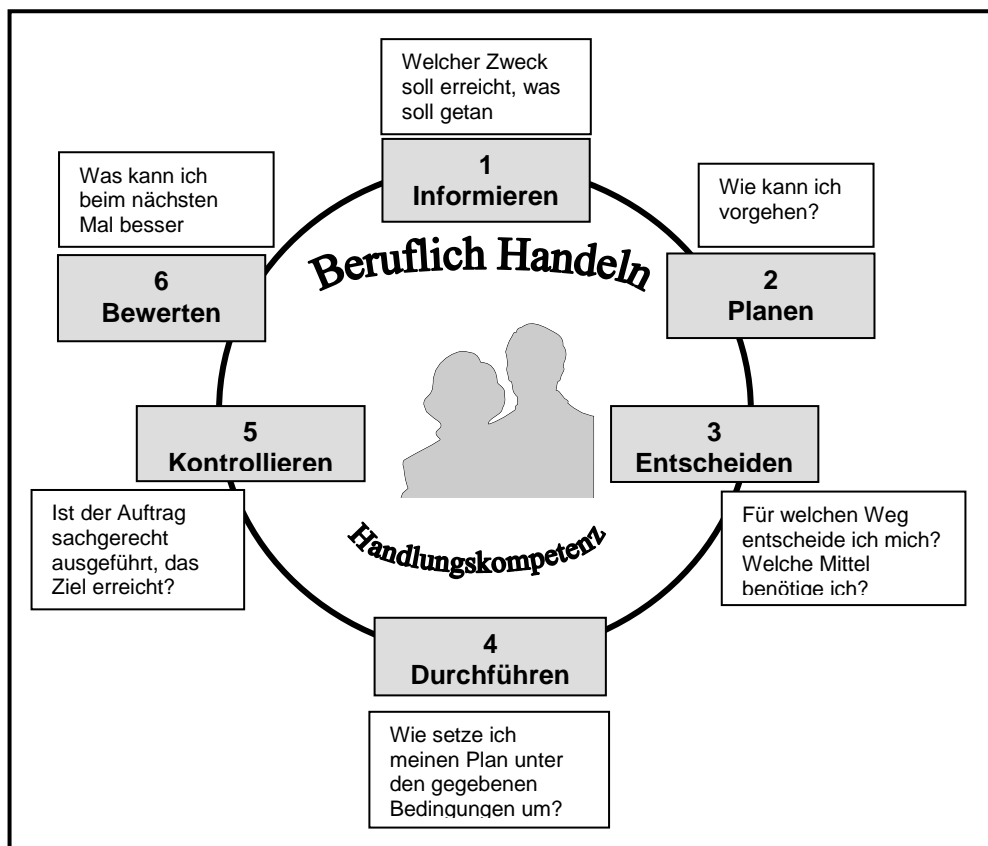 Welcher Zweck
soll erreicht, was
soll getan
1
Informieren
Wie kann ich
vorgehen?
2
Planen
Was kann ich
beim nächsten
Mal besser
6
Bewerten
Beruflich Handeln
3
Entscheiden
Für welchen Weg
entscheide ich mich?
Welche Mittel
benötige ich?
5
Kontrollieren
Ist der Auftrag
sachgerecht
ausgeführt, das
Ziel erreicht?
Handlungskompetenz
4
Durchführen
Wie setze ich
meinen Plan unter
den gegebenen
Bedingungen um?